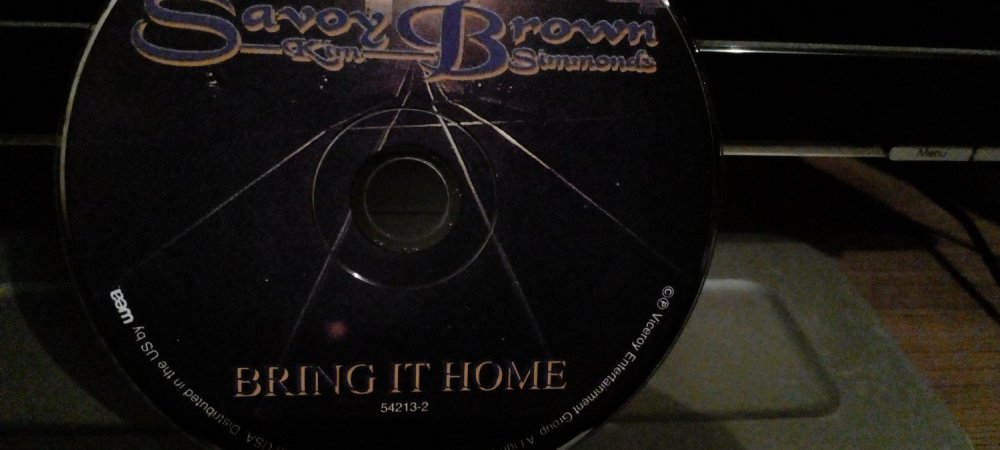 Savoy Brown
Kim Simmonds
Menu
BRING IT HOME
54213-2
©℗ Viceroy Entertainment Group. A
USA. Distributed in the US by wea